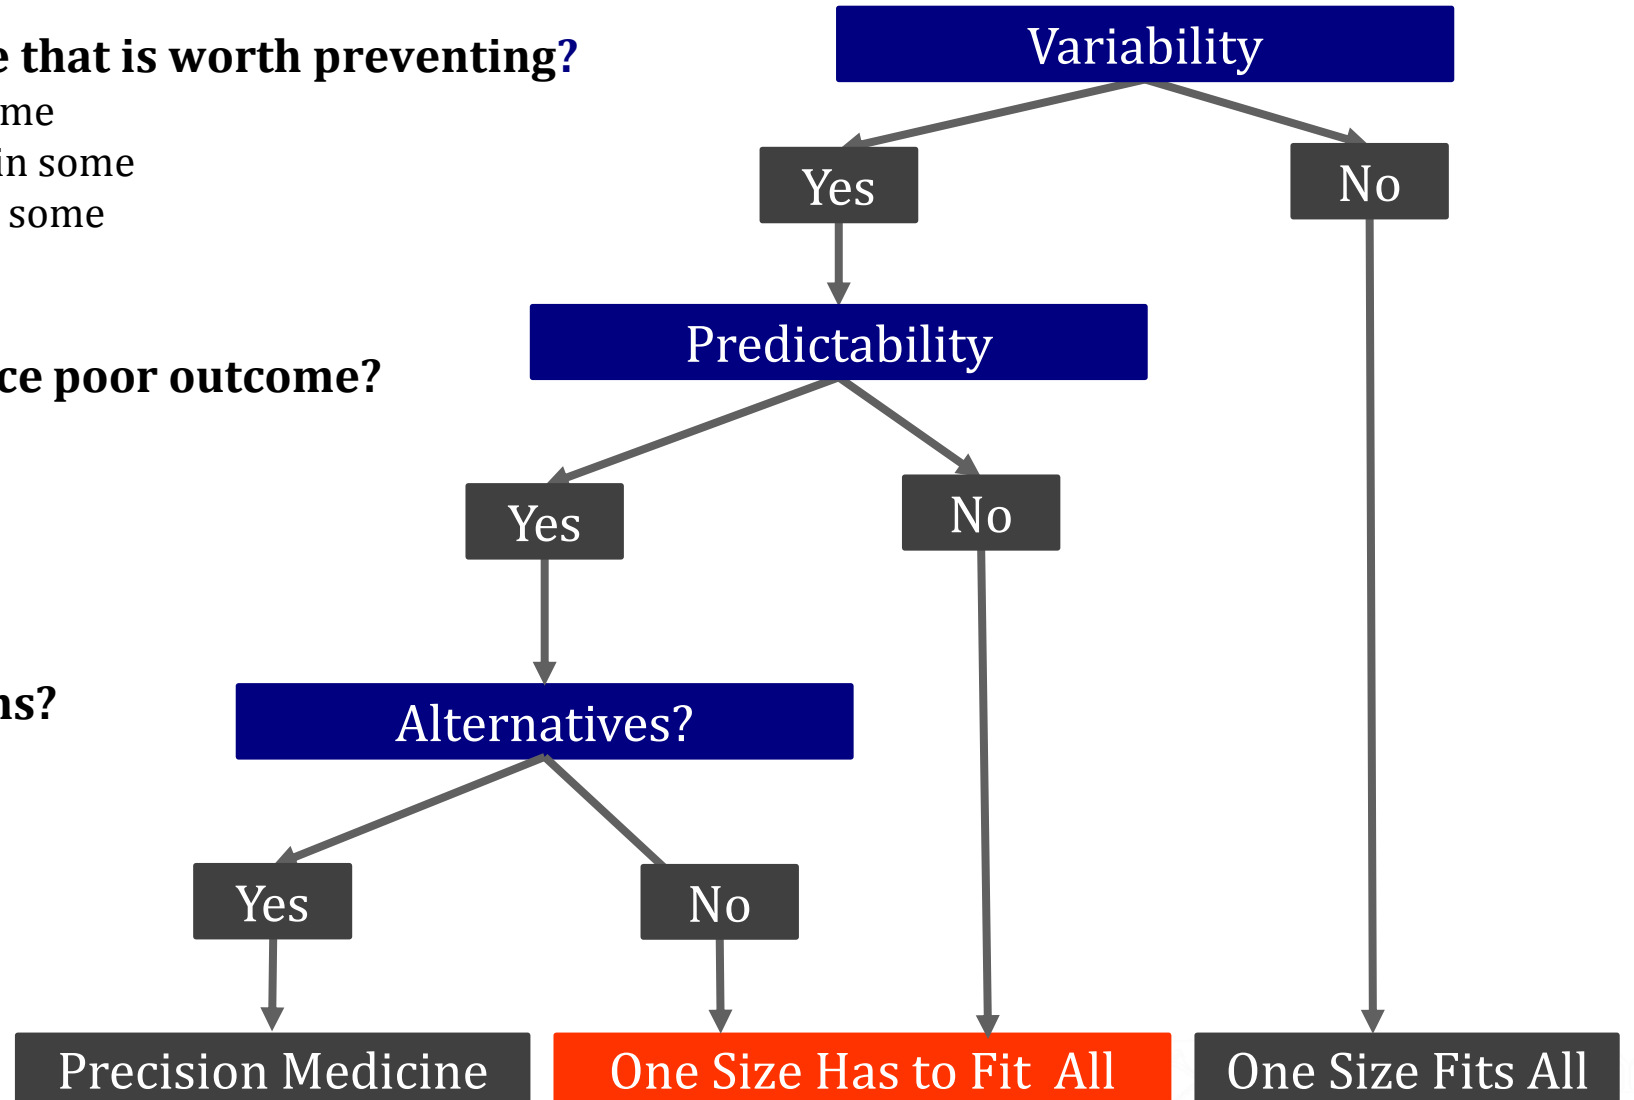 e that is worth preventing?
me
in some
some
Variability
Yes
No
ce poor outcome?
Predictability
Yes
No
ns?
Alternatives?
Yes
No
Precision Medicine
One Size Has to Fit  All
One Size Fits All